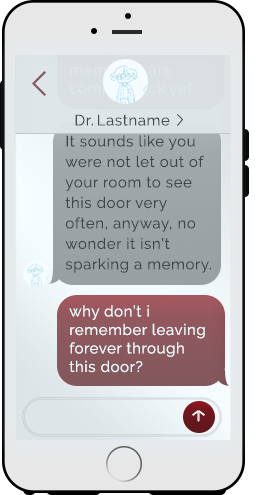 Dr. Lastname >
It sounds like you
were not let out of
your room to see
this door very
often, anyway, no
wonder it isn't
sparking a memory.
why don't i
remember leaving
forever through
this door?